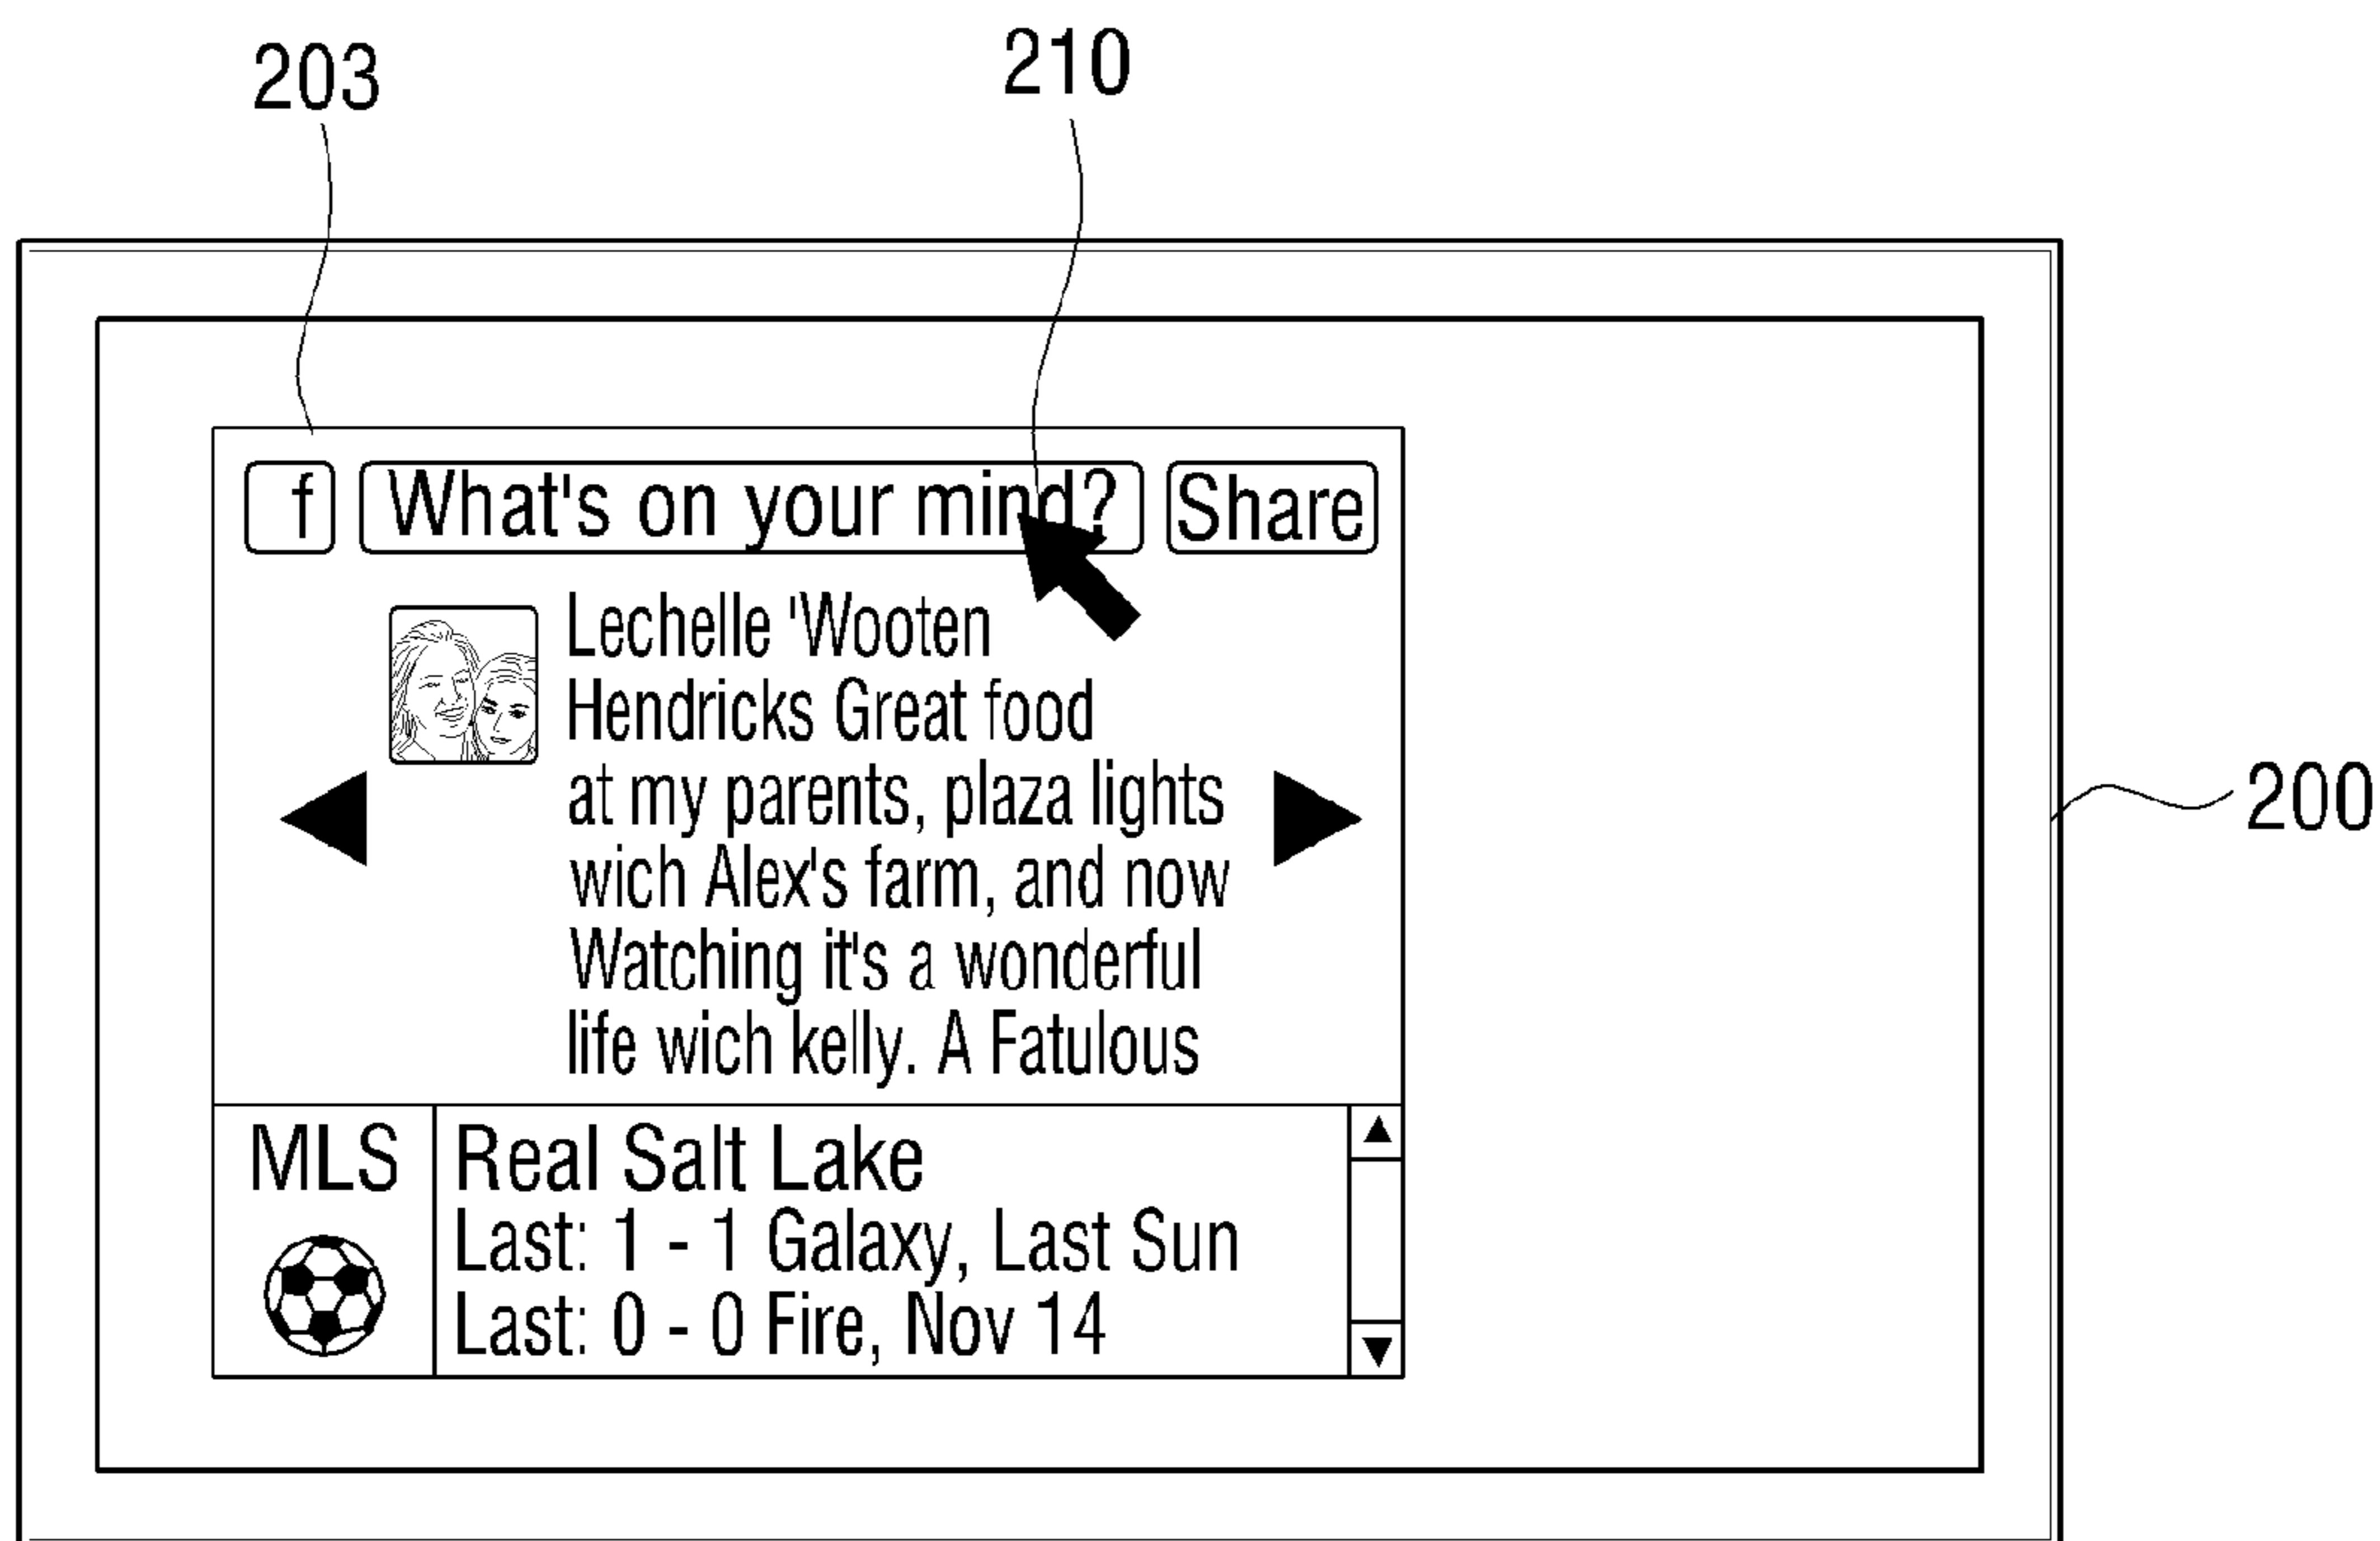 203
210
f What's on your mind? Share
Lechelle 'Wooten
Hendricks Great food
at my parents, plaza lights
wich Alex's farm, and now
Watching it's a wonderful
life wich kelly. A Fatulous
200
MLS
Real Salt Lake
Last: 1 - 1 Galaxy, Last Sun
Last: 0 - 0 Fire, Nov 14